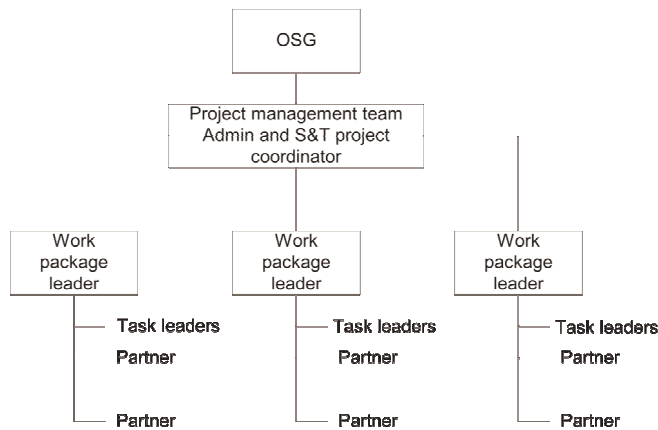 OSG
Project management team
Admin and S&T project
coordinator
Work
package
leader
Task leaders
Partner
Partner
Work
package
leader
Task leaders
Partner
Partner
Work
package
leader
Task leaders
Partner
Partner